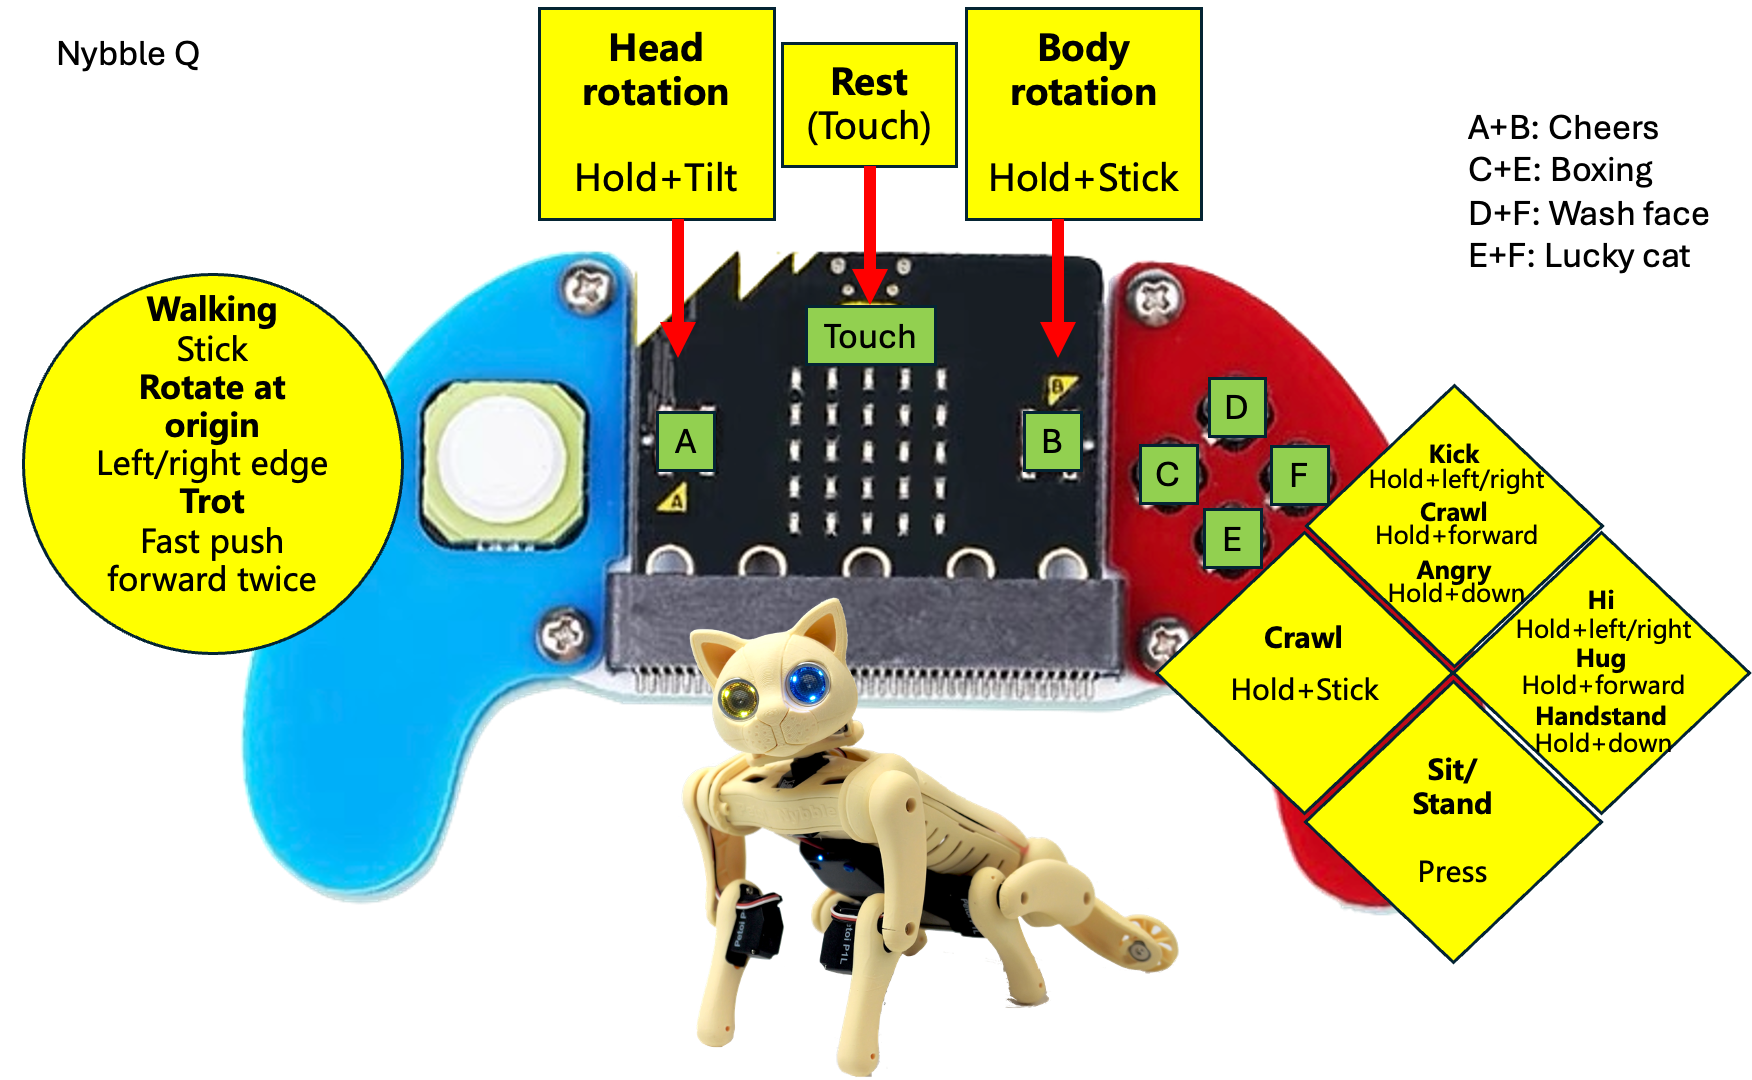 Nybble Q
Head
rotation
Hold+Tilt
Rest
(Touch)
Body
rotation
Hold+Stick
A+B: Cheers
C+E: Boxing
D+F: Wash face
E+F: Lucky cat
Walking
Stick
Rotate at
origin
Left/right edge
Trot
Fast push
forward twice
Touch
A
A
B
B
D
C
F
E
Kick
Hold+left/right
Crawl
Hold+forward
Angry
Hold+down
Crawl
Hold+Stick
Hi
Hold+left/right
Hug
Hold+forward
Handstand
Hold+down
Sit/
Stand
Press